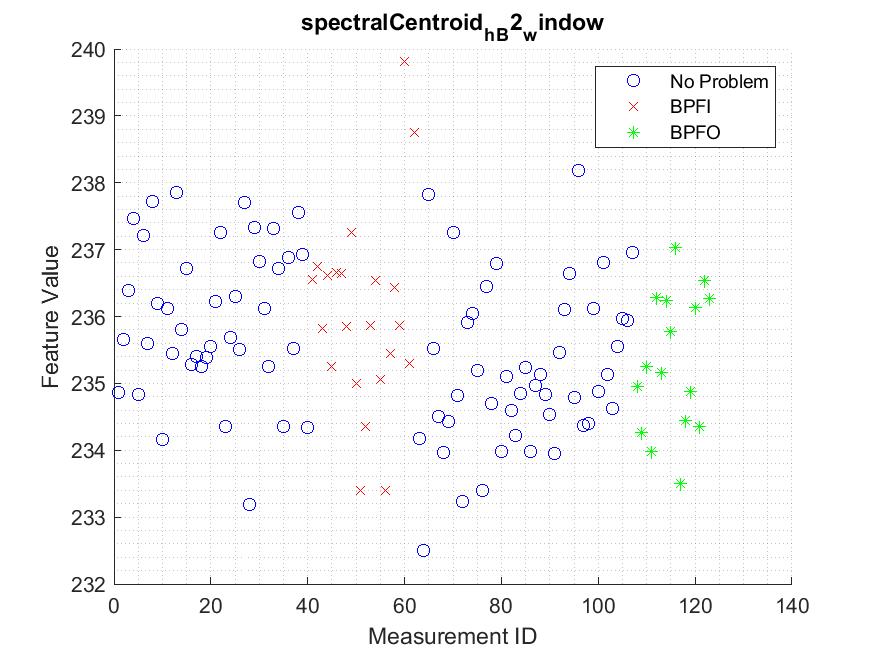 spectralCentroid_hB2_window
No Problem
BPFI
BPFO
240
239
238
237
236
235
234
233
232
Feature Value
0 20 40 60 80 100 120 140
Measurement ID